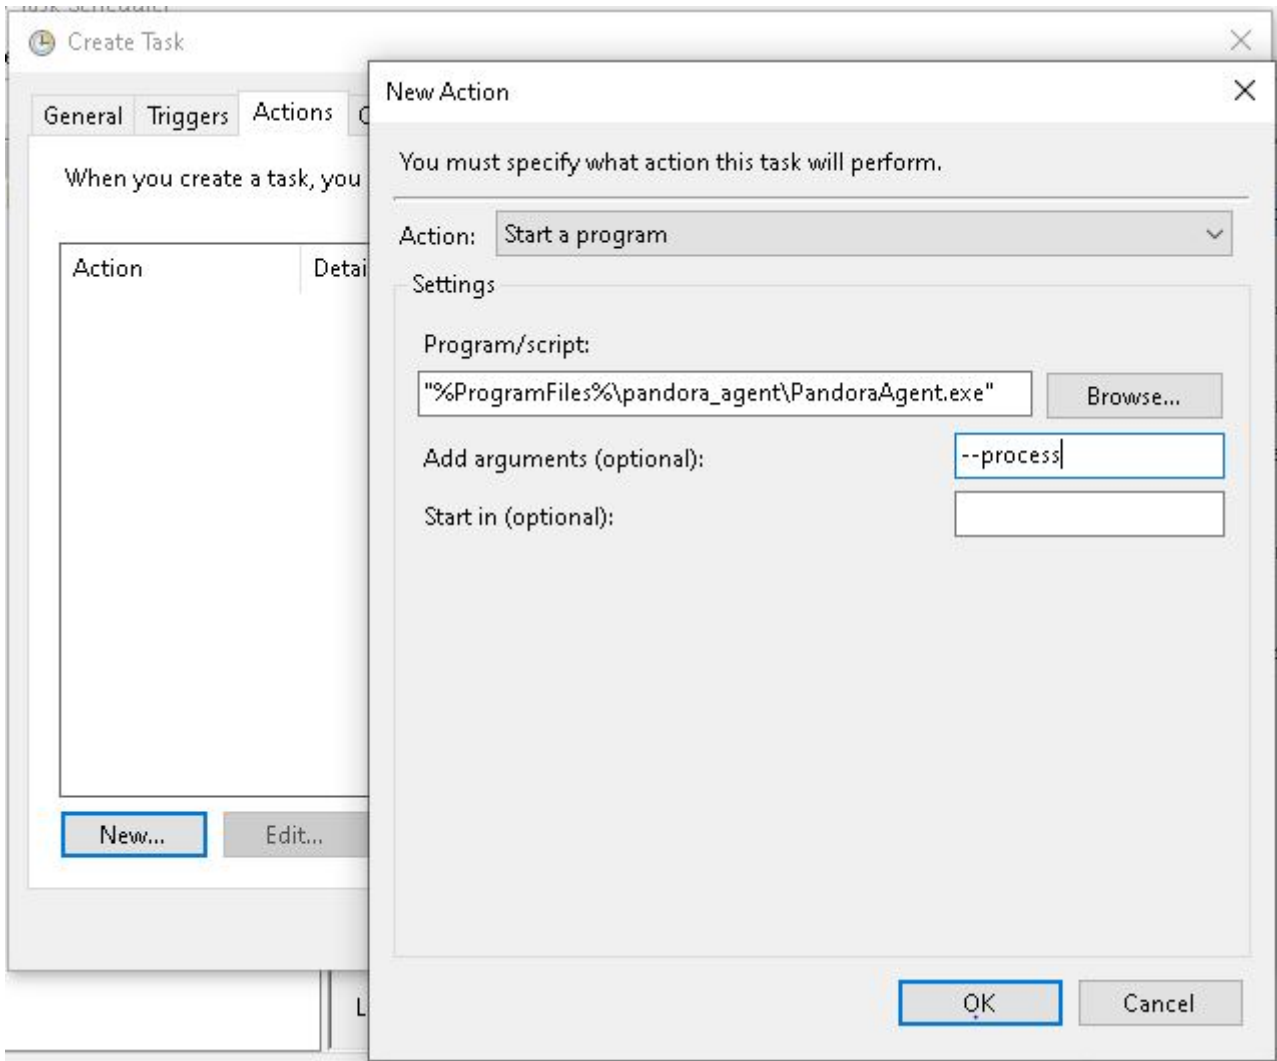 Task Scheduler
Create Task
General Triggers Actions
When you create a task, you
Action
New...
Edit...
New Action
You must specify what action this task will perform.
Action: Start a program
Settings
Program/script:
"%ProgramFiles%\pandora_agent\PandoraAgent.exe" Browse...
Add arguments (optional): --process
Start in (optional):
OK Cancel